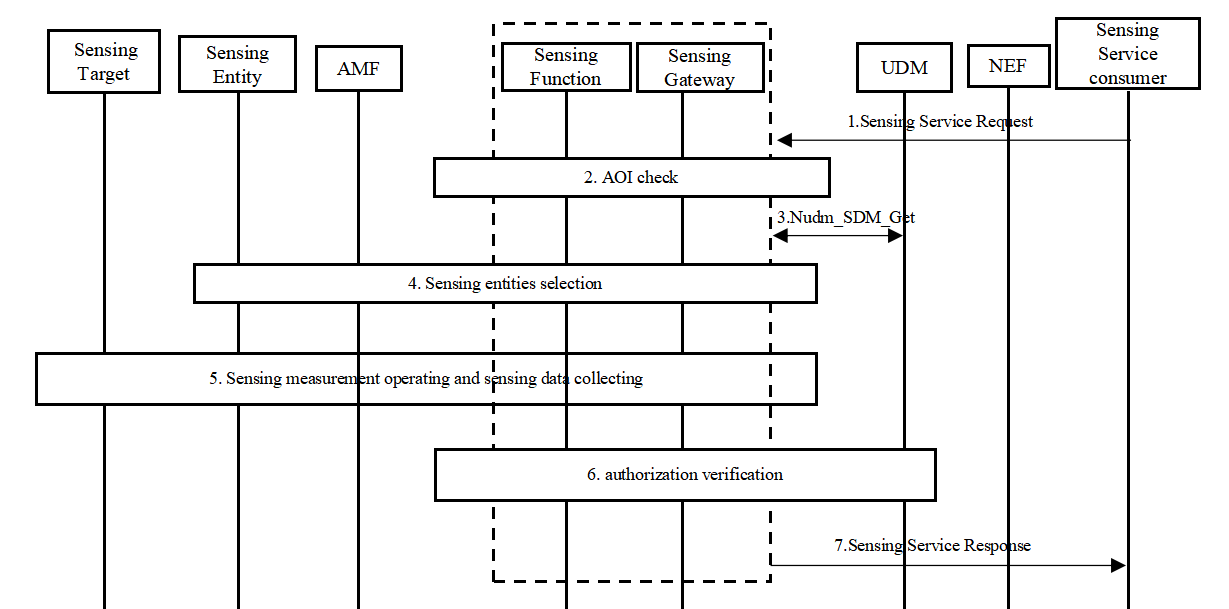 Sensing
Target
Sensing
Entity
AMF
Sensing
Function
Sensing
Gateway
UDM
NEF
Sensing
Service
consumer
1.Sensing Service Request
2. AOI check
3.Nudm_SDM_Get
4. Sensing entities selection
5. Sensing measurement operating and sensing data collecting
6. authorization verification
7.Sensing Service Response